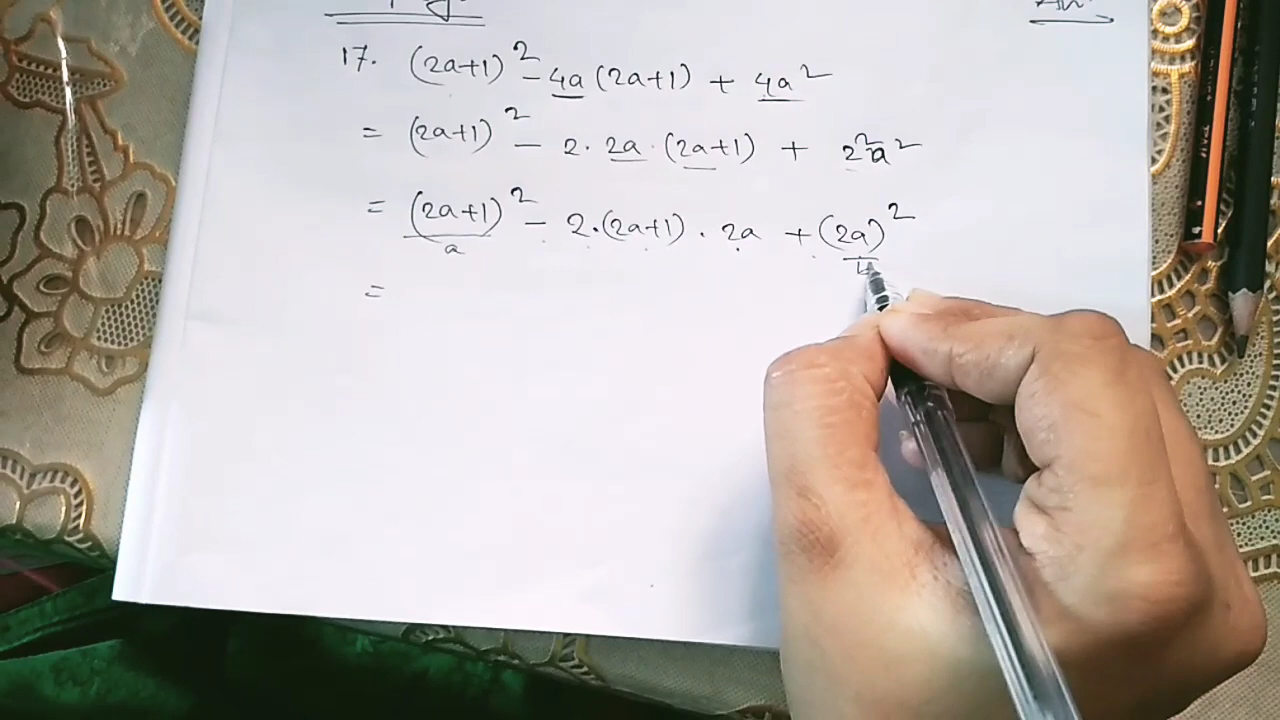 17. (2a+1)² - 4a (2a+1) + 4a²
= (2a+1)² - 2. 2a . (2a+1) + 2²a²
= (2a+1)² - 2.(2a+1) . 2a + (2a)²
a
=